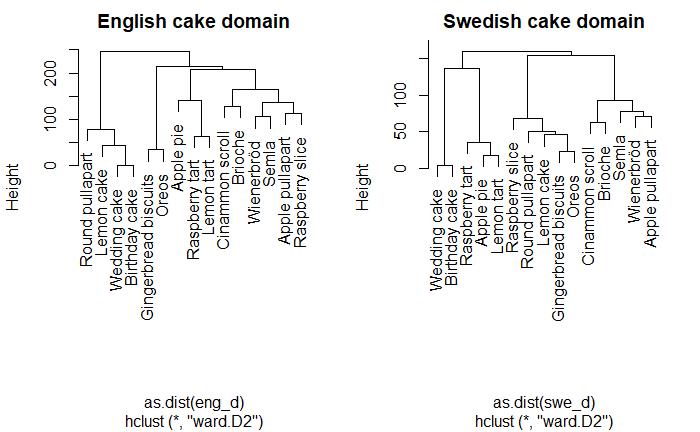 English cake domain
Height
0
100
200
Round pullapart
Lemon cake
Wedding cake
Birthday cake
Gingerbread biscuits
Oreos
Apple pie
Raspberry tart
Lemon tart
Cinammon scroll
Brioche
Wienerbröd
Semla
Apple pullapart
Raspberry slice
as.dist(eng_d)
hclust (*, "ward.D2")
Swedish cake domain
Height
0
50
100
Wedding cake
Birthday cake
Raspberry tart
Apple pie
Lemon tart
Raspberry slice
Round pullapart
Lemon cake
Gingerbread biscuits
Oreos
Cinammon scroll
Brioche
Semla
Wienerbröd
Apple pullapart
as.dist(swe_d)
hclust (*, "ward.D2")